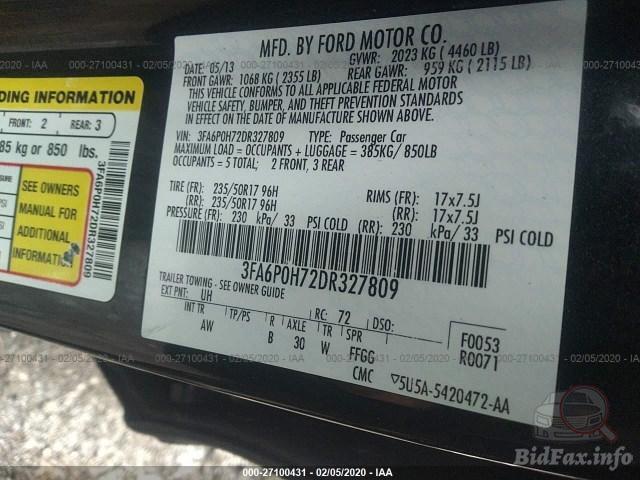 000-27100431 - 02/05/2020 - IAA
DING INFORMATION
FRONT: 2 REAR: 3
85 kg or 850 lbs.
SEE OWNERS
MANUAL FOR
ADDITIONAL
INFORMATION
3FA6P0H72DR327809
MFD. BY FORD MOTOR CO.
DATE: 05/13 GVWR: 2023 KG ( 4460 LB)
FRONT GAWR: 1068 KG ( 2355 LB) REAR GAWR: 959 KG ( 2115 LB)
THIS VEHICLE CONFORMS TO ALL APPLICABLE FEDERAL MOTOR
VEHICLE SAFETY, BUMPER, AND THEFT PREVENTION STANDARDS
IN EFFECT ON THE DATE OF MANUFACTURE SHOWN ABOVE.
VIN: 3FA6P0H72DR327809 TYPE: Passenger Car
MAXIMUM LOAD = OCCUPANTS + LUGGAGE = 385KG/ 850LB
OCCUPANTS = 5 TOTAL; 2 FRONT, 3 REAR
TIRE (FR): 235/50R17 96H RIMS (FR): 17x7.5J
(RR): 235/50R17 96H (RR): 17x7.5J
PRESSURE (FR): 230 kPa/ 33 PSI COLD (RR): 230 kPa/ 33 PSI COLD
3FA6P0H72DR327809
TRAILER TOWING - SEE OWNER GUIDE
EXT PNT: UH RC: 72 DSO:
INT TR TP/PS R AXLE TR SPR
AW B 30 W FFGG
F0053
R0071
CMC ▽5U5A-5420472-AA
000-27100431 - 02/05/2020 - IAA
BidFax.info